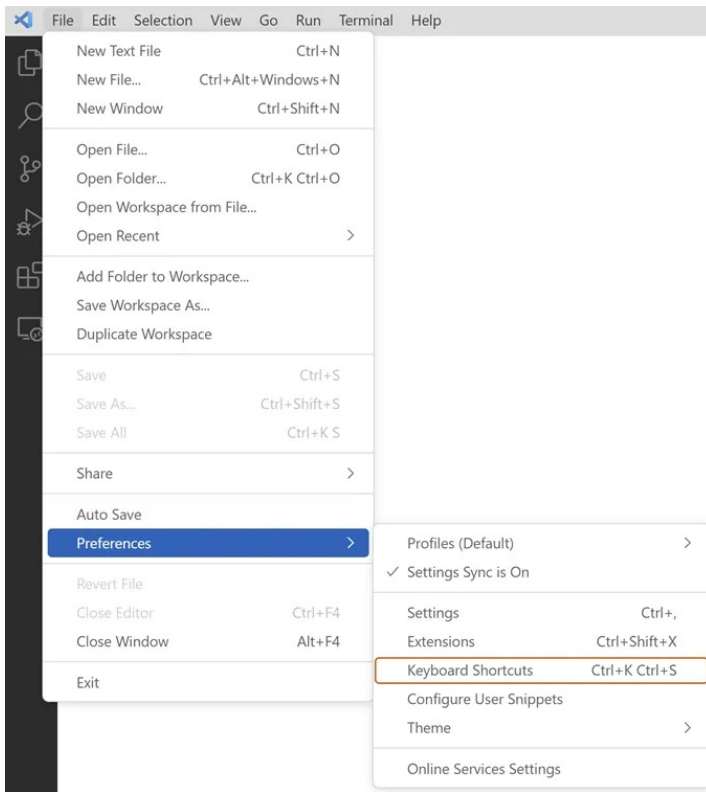 File Edit Selection View Go Run Terminal Help
New Text File Ctrl+N
New File... Ctrl+Alt+Windows+N
New Window Ctrl+Shift+N
Open File... Ctrl+O
Open Folder... Ctrl+K Ctrl+O
Open Workspace from File...
Open Recent
Add Folder to Workspace...
Save Workspace As...
Duplicate Workspace
Save Ctrl+S
Save As... Ctrl+Shift+S
Save All Ctrl+K S
Share
Auto Save
Preferences
Revert File
Close Editor Ctrl+F4
Close Window Alt+F4
Exit
Profiles (Default)
Settings Sync is On
Settings Ctrl+,
Extensions Ctrl+Shift+X
Keyboard Shortcuts Ctrl+K Ctrl+S
Configure User Snippets
Theme
Online Services Settings